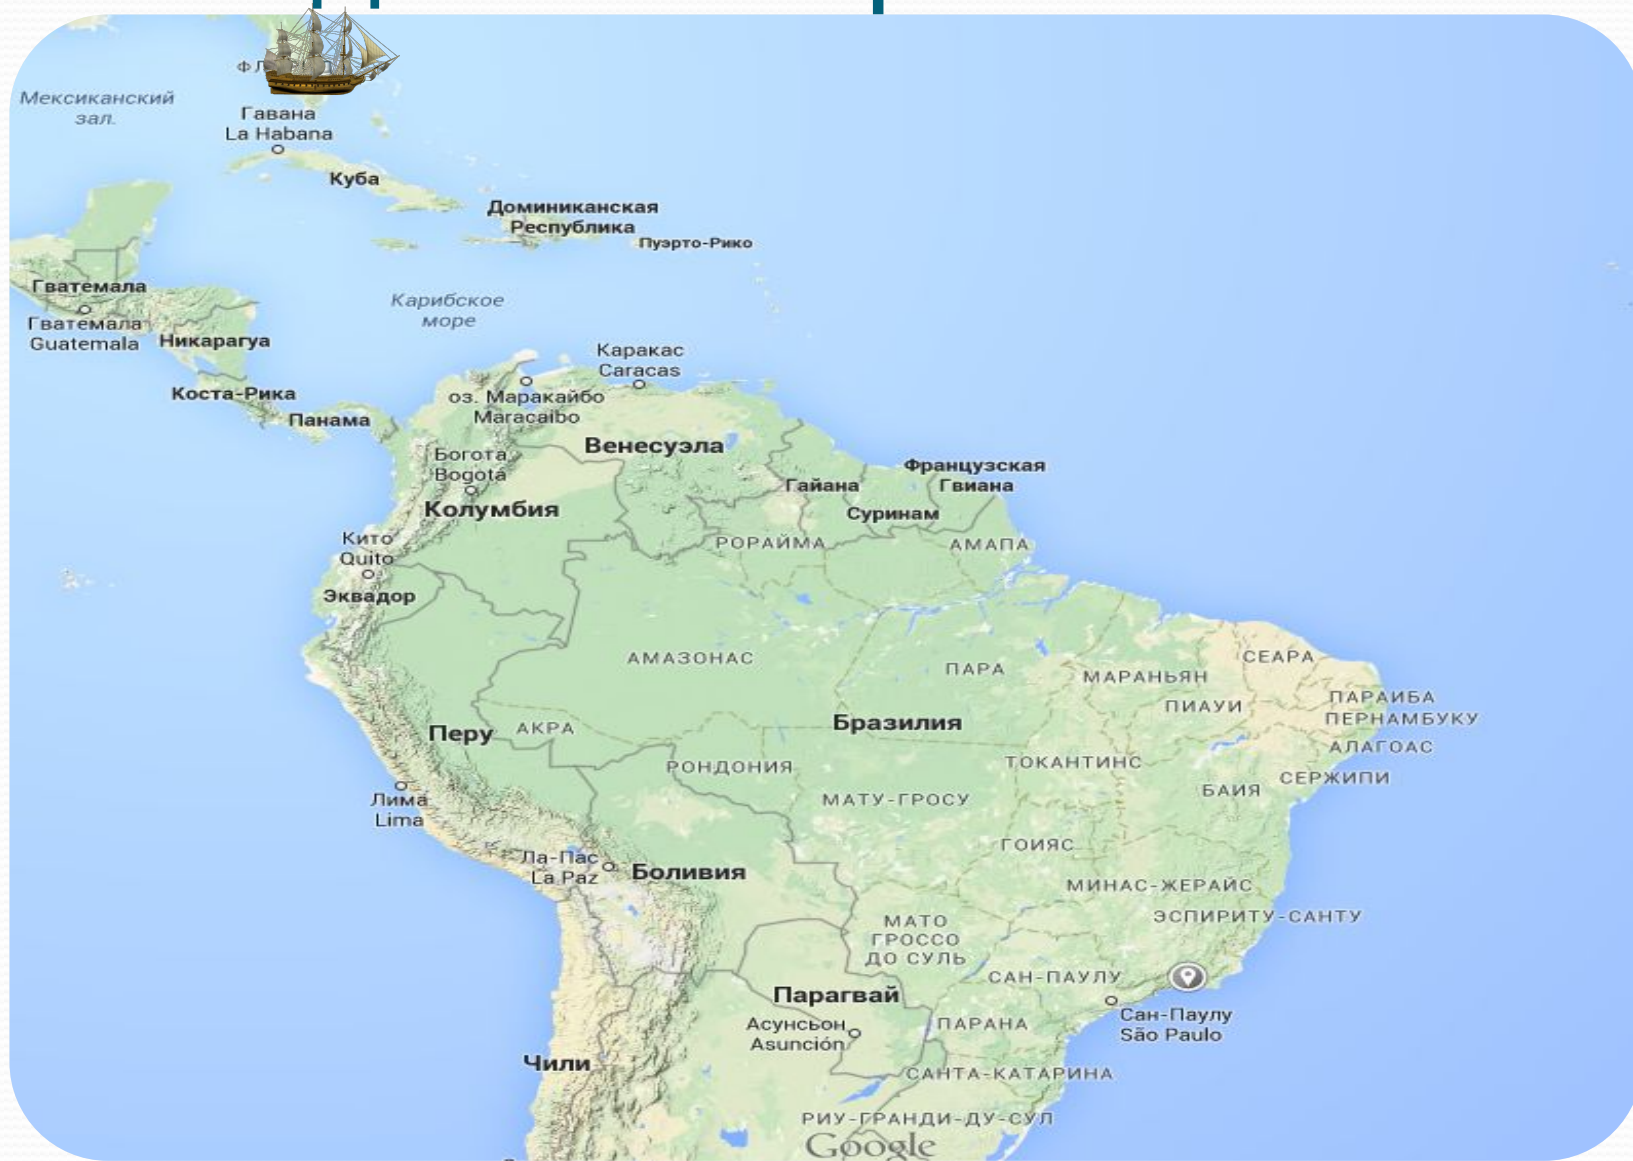 Мексиканский
зал.
Гавана
La Habana
Куба
Доминиканская
Республика
Пуэрто-Рико
Гватемала
Гватемала
Guatemala
Никарагуа
Карибское
море
Коста-Рика
Панама
Каракас
Caracas
оз. Маракайбо
Maracaibo
Венесуэла
Богота
Bogotá
Колумбия
Французская
Гвиана
Гайана
Суринам
Кито
Quito
Эквадор
РОРАЙМА
АМАПА
АМАЗОНАС
ПАРА
МАРАНЬЯН
СЕАРА
ПИАУИ
ПАРАИБА
ПЕРНАМБУКУ
АЛАГОАС
СЕРЖИПИ
Перу
АКРА
Бразилия
РОНДОНИЯ
ТОКАНТИНС
БАИЯ
МАТУ-ГРОСУ
Лима
Lima
ГОИЯС
Ла-Пас
La Paz
Боливия
МИНАС-ЖЕРАЙС
ЭСПИРИТУ-САНТУ
МАТО
ГРОССО
ДО СУЛЬ
САН-ПАУЛУ
Сан-Паулу
São Paulo
Парагвай
Асунсьон
Asunción
ПАРАНА
Чили
САНТА-КАТАРИНА
РИУ-ГРАНДИ-ДУ-СУЛ
Google